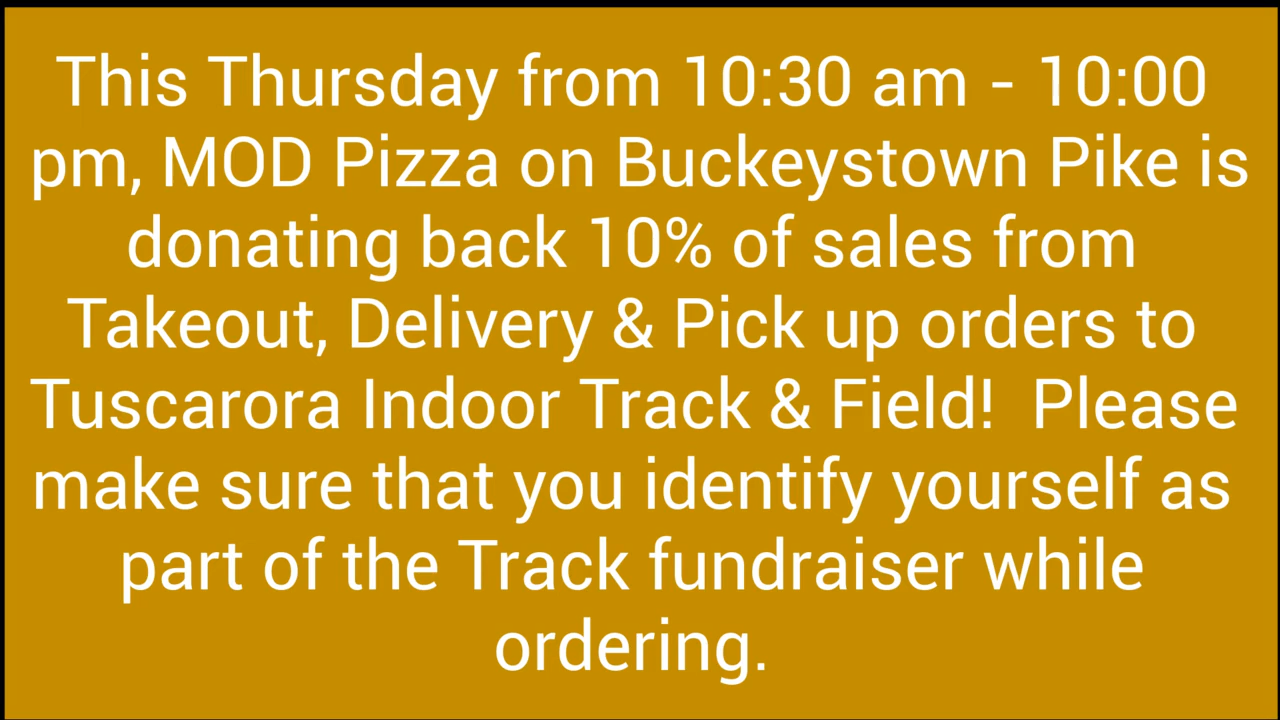 This Thursday from 10:30 am - 10:00
pm, MOD Pizza on Buckeystown Pike is
donating back 10% of sales from
Takeout, Delivery & Pick up orders to
Tuscarora Indoor Track & Field!  Please
make sure that you identify yourself as
part of the Track fundraiser while
ordering.